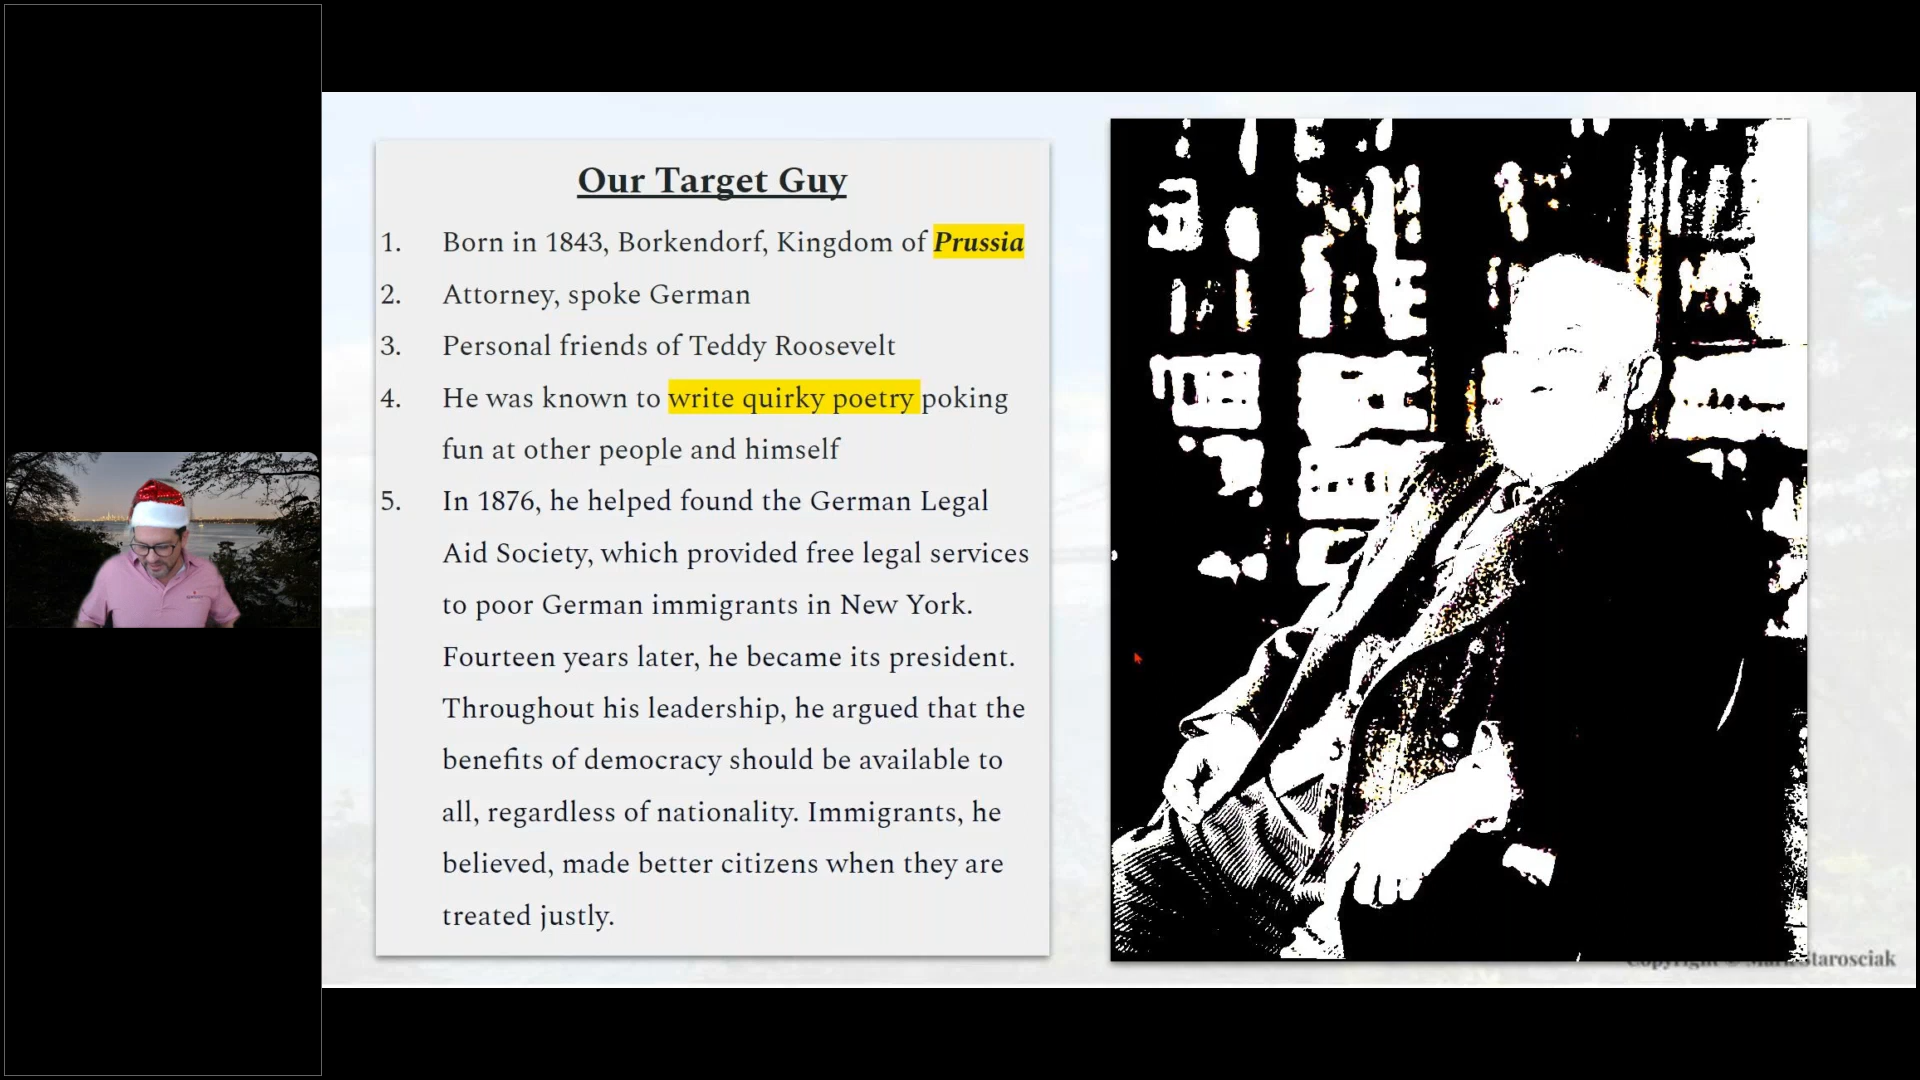 Our Target Guy
1. Born in 1843, Borkendorf, Kingdom of Prussia
2. Attorney, spoke German
3. Personal friends of Teddy Roosevelt
4. He was known to write quirky poetry poking
fun at other people and himself
5. In 1876, he helped found the German Legal
Aid Society, which provided free legal services
to poor German immigrants in New York.
Fourteen years later, he became its president.
Throughout his leadership, he argued that the
benefits of democracy should be available to
all, regardless of nationality. Immigrants, he
believed, made better citizens when they are
treated justly.
Copyright ©